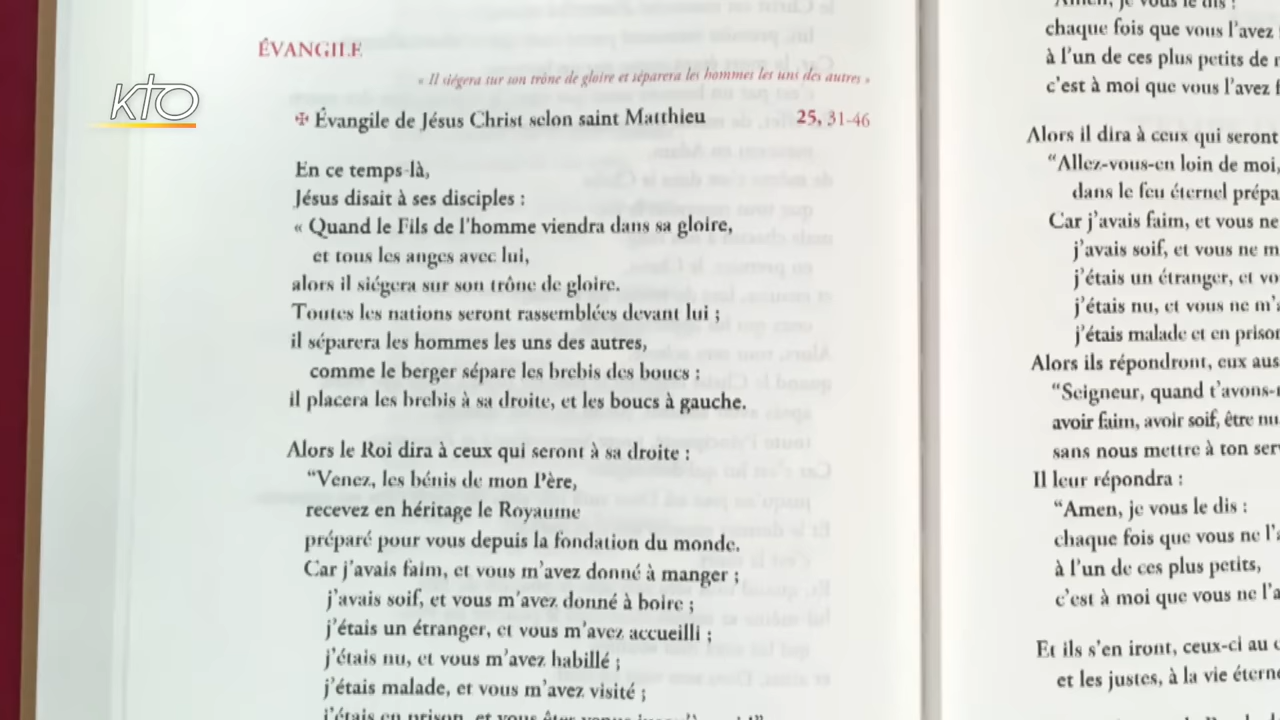 KTO
ÉVANGILE
« Il siégera sur son trône de gloire et séparera les hommes les uns des autres »
✠ Évangile de Jésus Christ selon saint Matthieu 25, 31-46
En ce temps-là,
Jésus disait à ses disciples :
« Quand le Fils de l'homme viendra dans sa gloire,
et tous les anges avec lui,
alors il siégera sur son trône de gloire.
Toutes les nations seront rassemblées devant lui ;
il séparera les hommes les uns des autres,
comme le berger sépare les brebis des boucs :
il placera les brebis à sa droite, et les boucs à gauche.
Alors le Roi dira à ceux qui seront à sa droite :
“Venez, les bénis de mon Père,
recevez en héritage le Royaume
préparé pour vous depuis la fondation du monde.
Car j'avais faim, et vous m'avez donné à manger ;
j'avais soif, et vous m'avez donné à boire ;
j'étais un étranger, et vous m'avez accueilli ;
j'étais nu, et vous m'avez habillé ;
j'étais malade, et vous m'avez visité ;
j'étais en prison, et vous êtes venus
Amen, je vous le dis :
chaque fois que vous l'avez
à l'un de ces plus petits de
c'est à moi que vous l'avez
Alors il dira à ceux qui seront
“Allez-vous-en loin de moi,
dans le feu éternel
Car j'avais faim, et vous ne
j'avais soif, et vous ne
j'étais un étranger, et
j'étais nu, et vous ne
j'étais malade et en
Alors ils répondront, eux
“Seigneur, quand
avoir faim, avoir soif, être
sans nous mettre à ton
Il leur répondra :
“Amen, je vous le dis :
chaque fois que vous ne
à l'un de ces plus petits,
c'est à moi que vous ne
Et ils s'en iront, ceux-ci au
et les justes, à la vie